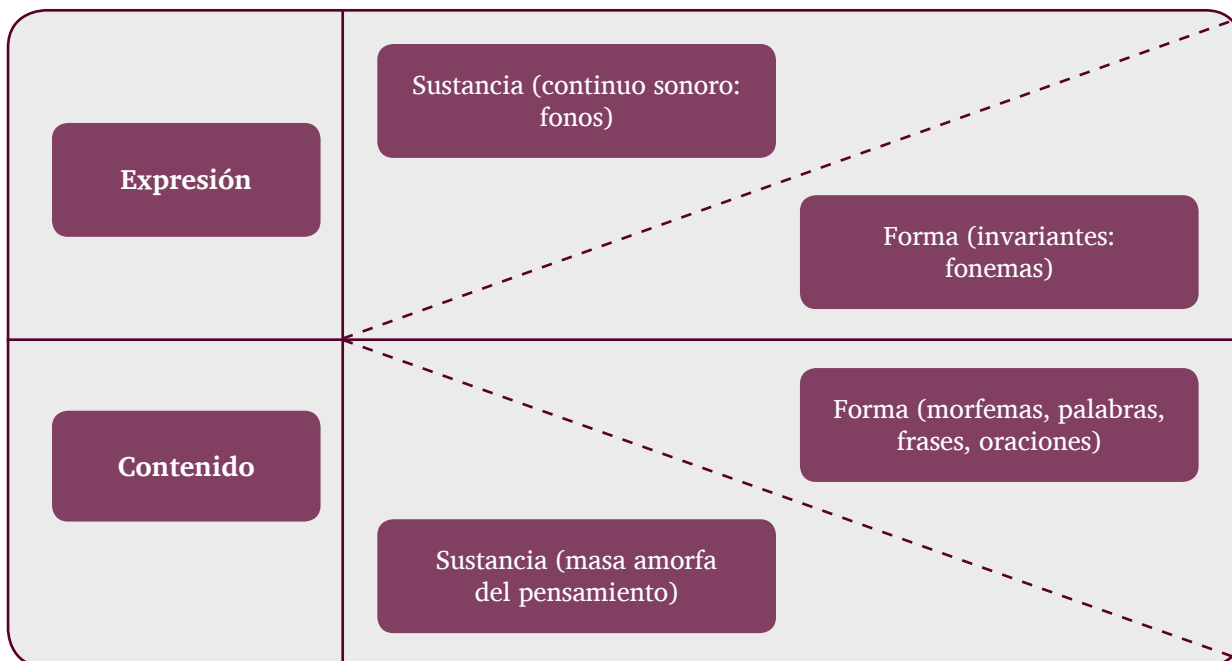 Sustancia (continuo sonoro:
fonos)
Expresión
Forma (invariantes:
fonemas)
Forma (morfemas, palabras,
frases, oraciones)
Contenido
Sustancia (masa amorfa
del pensamiento)